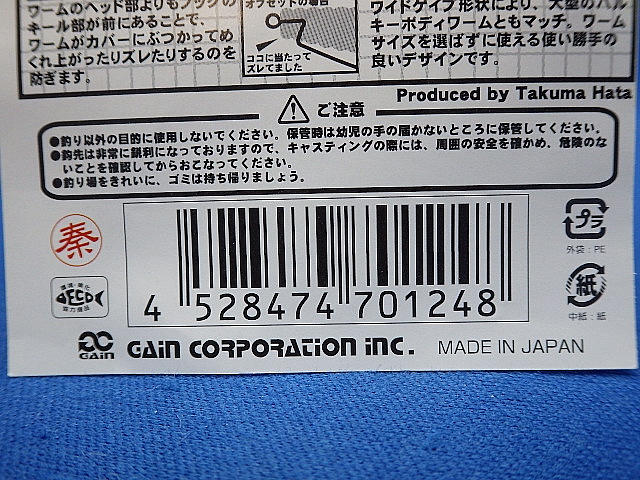 ワームのヘッド部よりもフックの
キール部が前にあることで、
ワームがカバーにぶつかってめ
くれ上がったりズレたりするのを
防ぎます。
オフセットの場合
ココに当たって
ズレてました
ワイドゲイプ形状により、大型のバル
キーボディワームともマッチ。ワーム
サイズを選ばずに使える使い勝手の
良いデザインです。
Produced by Takuma Hata
ご注意
●釣り以外の目的に使用しないでください。保管時は幼児の手の届かないところに保管してください。
●鈎先は非常に鋭利になっておりますので、キャスティングの際には、周囲の安全を確かめ、危険のな
いことを確認してからおこなってください。
●釣り場をきれいに、ゴミは持ち帰りましょう。
秦
ECO
プラ
外袋：PE
紙
中紙：紙
4 528474 701248
GAIN
GAIN CORPORATION INC.
MADE IN JAPAN